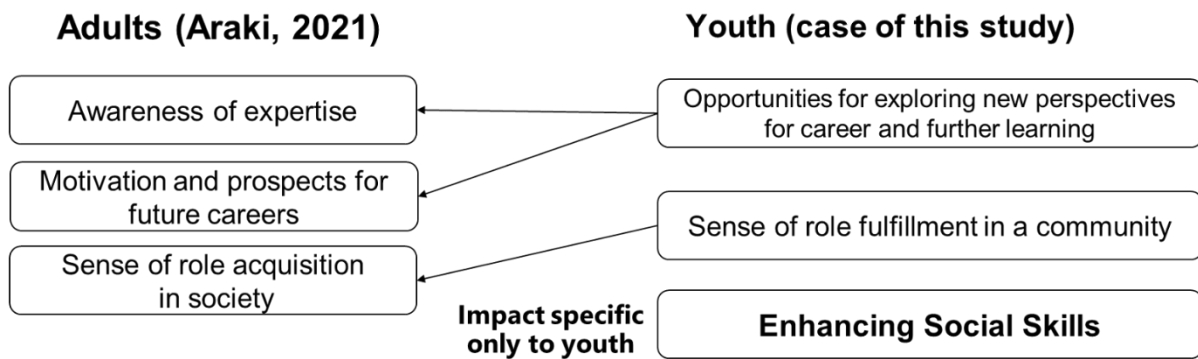 Adults (Araki, 2021)
Awareness of expertise
Motivation and prospects for
future careers
Sense of role acquisition
in society
Youth (case of this study)
Opportunities for exploring new perspectives
for career and further learning
Sense of role fulfillment in a community
Impact specific
only to youth
Enhancing Social Skills